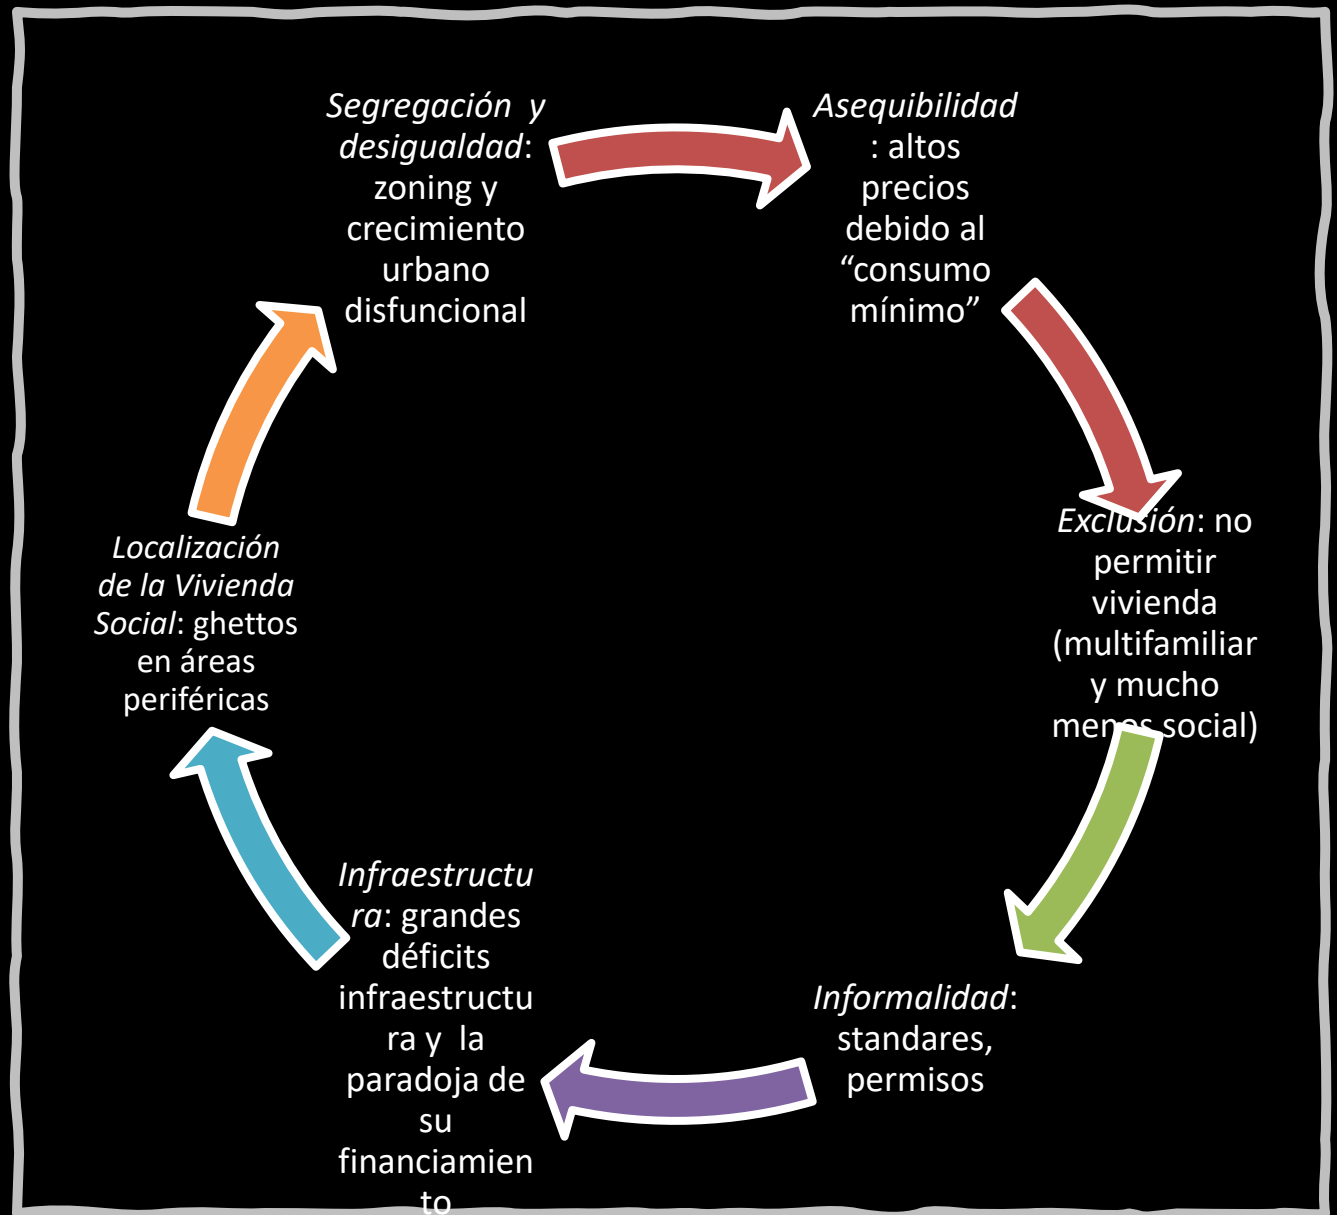 Segregación y
desigualdad:
zoning y
crecimiento
urbano
disfuncional
Asequibilidad
: altos
precios
debido al
“consumo
mínimo”
Exclusión: no
permitir
vivienda
(multifamiliar
y mucho
menos social)
Informalidad:
standares,
permisos
Infraestructu
ra: grandes
déficits
infraestructu
ra y la
paradoja de
su
financiamien
to
Localización
de la Vivienda
Social: ghettos
en áreas
periféricas